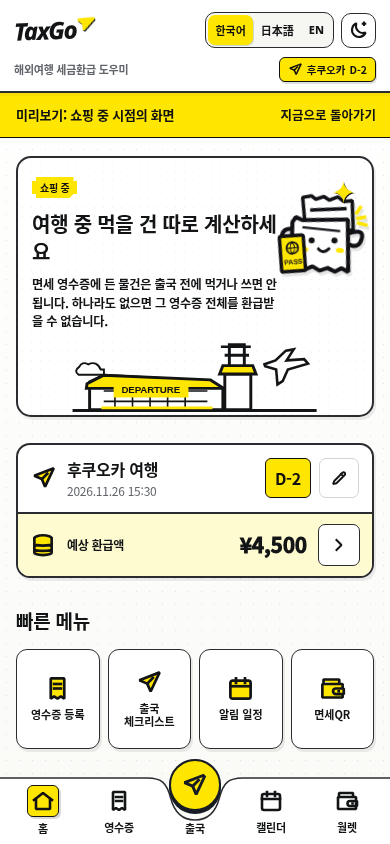 TaxGo
한국어 日本語 EN
해외여행 세금환급 도우미
후쿠오카 D-2
미리보기: 쇼핑 중 시점의 화면
지금으로 돌아가기
쇼핑 중
여행 중 먹을 건 따로 계산하세
요
면세 영수증에 든 물건은 출국 전에 먹거나 쓰면 안
됩니다. 하나라도 없으면 그 영수증 전체를 환급받
을 수 없습니다.
PASS
DEPARTURE
후쿠오카 여행
2026.11.26 15:30
D-2
예상 환급액
¥4,500
빠른 메뉴
영수증 등록
출국
체크리스트
알림 일정
면세QR
홈
영수증
출국
캘린더
월렛